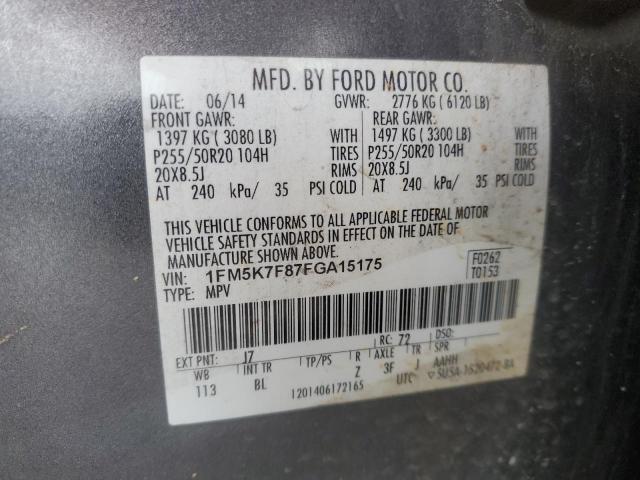 MFD. BY FORD MOTOR CO.
DATE: 06/14 GVWR: 2776 KG ( 6120 LB)
FRONT GAWR: REAR GAWR:
1397 KG ( 3080 LB) WITH 1497 KG ( 3300 LB) WITH
P255/50R20 104H TIRES P255/50R20 104H TIRES
20X8.5J RIMS 20X8.5J RIMS
AT 240 kPa/ 35 PSI COLD AT 240 kPa/ 35 PSI COLD
THIS VEHICLE CONFORMS TO ALL APPLICABLE FEDERAL MOTOR
VEHICLE SAFETY STANDARDS IN EFFECT ON THE DATE OF
MANUFACTURE SHOWN ABOVE.
VIN: 1FM5K7F87FGA15175 F0262
TYPE: MPV T0153
EXT PNT: J7 RC: 72 DSO:
WB INT TR TP/PS R AXLE TR SPR
113 BL Z 3F J AAHH
1201406172165 UTC ▽5U5A-1520472-BA